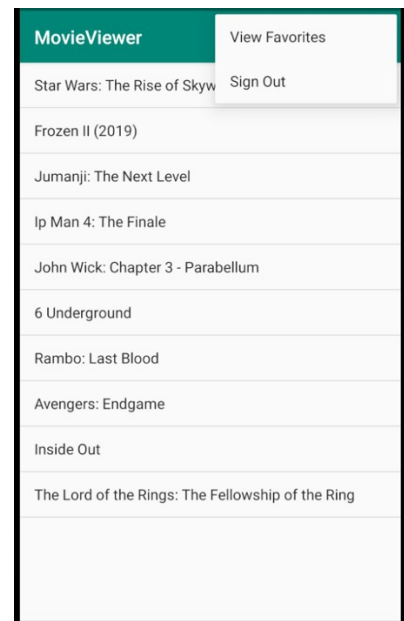 MovieViewer
View Favorites
Sign Out
Star Wars: The Rise of Skyw
Frozen II (2019)
Jumanji: The Next Level
Ip Man 4: The Finale
John Wick: Chapter 3 - Parabellum
6 Underground
Rambo: Last Blood
Avengers: Endgame
Inside Out
The Lord of the Rings: The Fellowship of the Ring